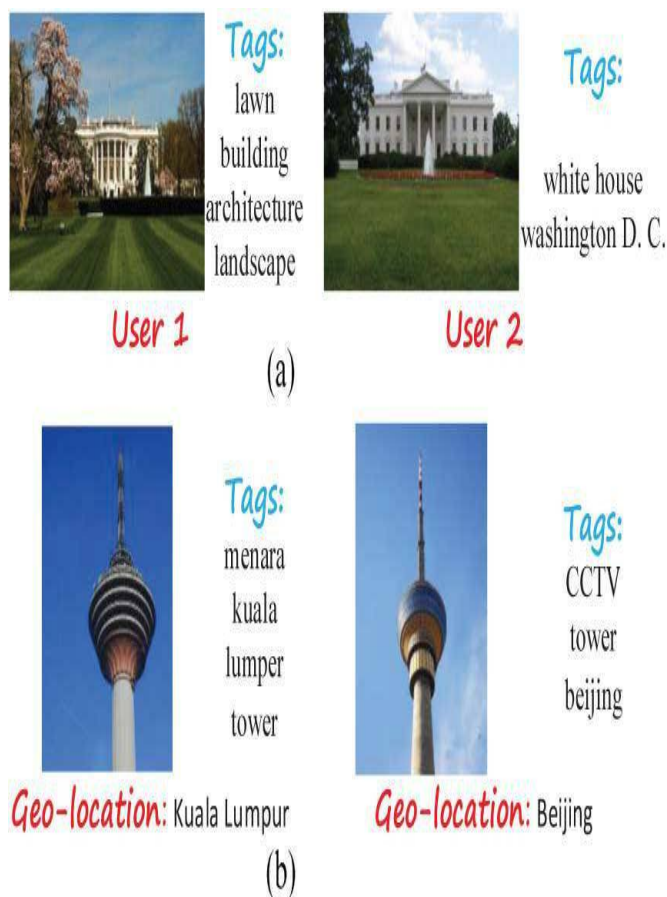 Tags:
lawn
building
architecture
landscape
Tags:
white house
washington D. C.
User 1
User 2
(a)
Tags:
menara
kuala
lumper
tower
Tags:
CCTV
tower
beijing
Geo-location: Kuala Lumpur
Geo-location: Beijing
(b)